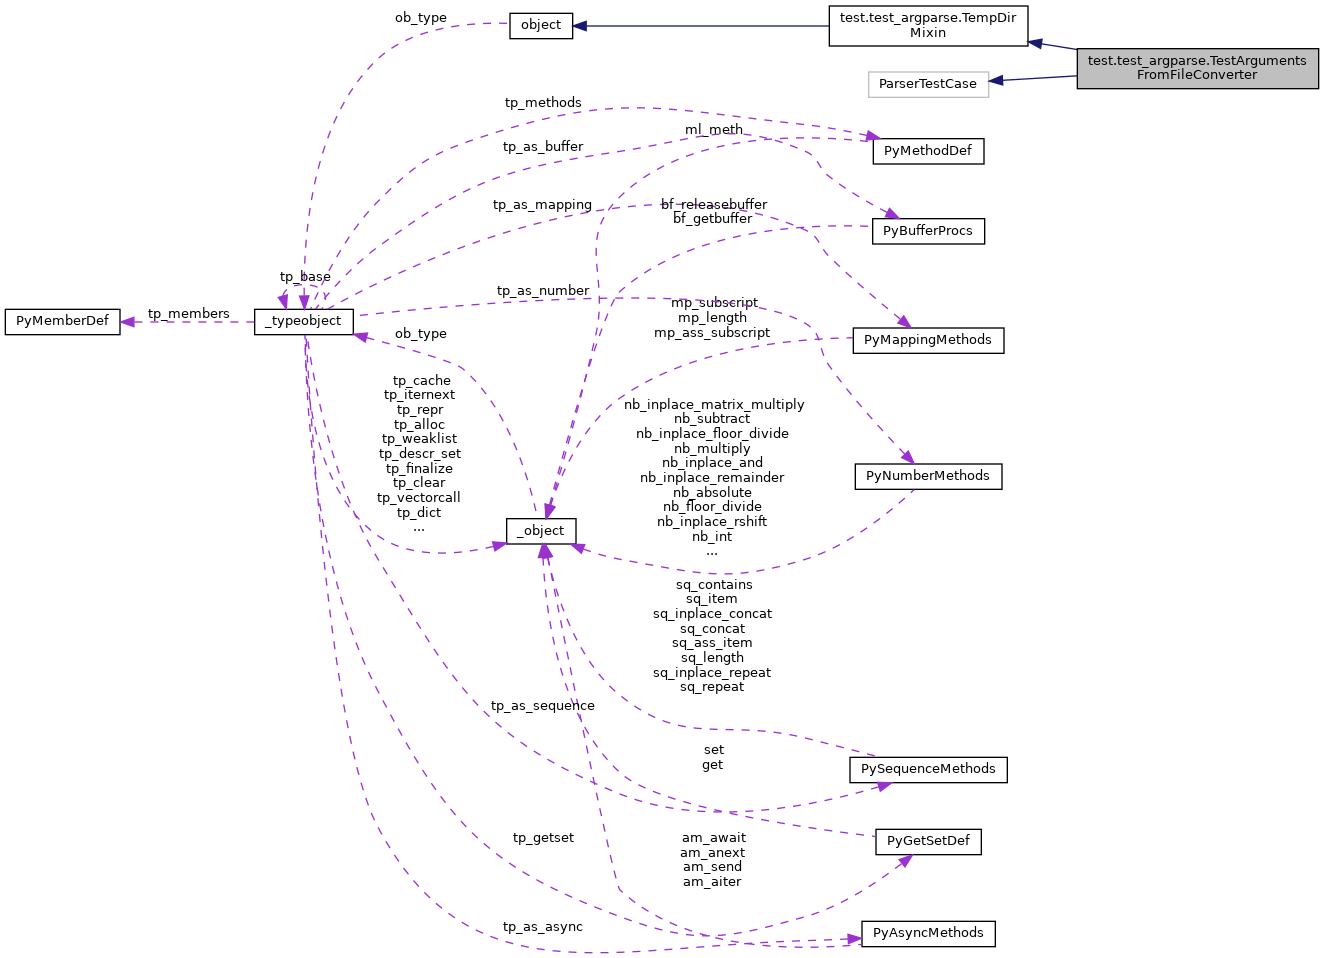 ob_type
object
test.test_argparse.TempDir
Mixin
test.test_argparse.TestArguments
FromFileConverter
ParserTestCase
tp_methods
ml_meth
tp_as_buffer
PyMethodDef
tp_as_mapping
bf_releasebuffer
bf_getbuffer
PyBufferProcs
tp_base
tp_as_number
mp_subscript
mp_length
mp_ass_subscript
PyMemberDef
tp_members
_typeobject
ob_type
PyMappingMethods
tp_cache
tp_iternext
tp_repr
tp_alloc
tp_weaklist
tp_descr_set
tp_finalize
tp_clear
tp_vectorcall
tp_dict
...
nb_inplace_matrix_multiply
nb_subtract
nb_inplace_floor_divide
nb_multiply
nb_inplace_and
nb_inplace_remainder
nb_absolute
nb_floor_divide
nb_inplace_rshift
nb_int
...
PyNumberMethods
_object
sq_contains
sq_item
sq_inplace_concat
sq_concat
sq_ass_item
sq_length
sq_inplace_repeat
sq_repeat
tp_as_sequence
set
get
PySequenceMethods
tp_getset
am_await
am_anext
am_send
am_aiter
PyGetSetDef
tp_as_async
PyAsyncMethods